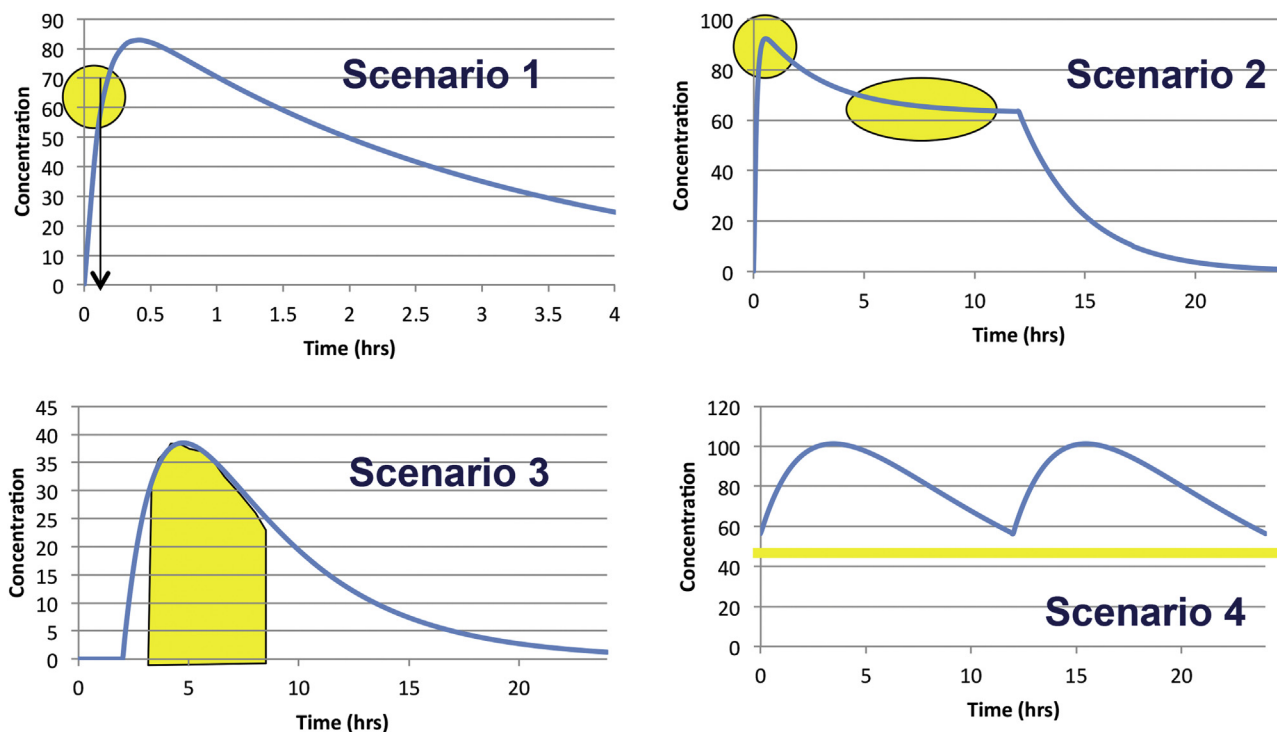 90
80
70
60
50
40
30
20
10
0
Concentration
Scenario 1
0 0.5 1 1.5 2 2.5 3 3.5 4
Time (hrs)
100
80
60
40
20
0
Concentration
Scenario 2
0 5 10 15 20
Time (hrs)
45
40
35
30
25
20
15
10
5
0
Concentration
Scenario 3
0 5 10 15 20
Time (hrs)
120
100
80
60
40
20
0
Concentration
Scenario 4
0 5 10 15 20
Time (hrs)